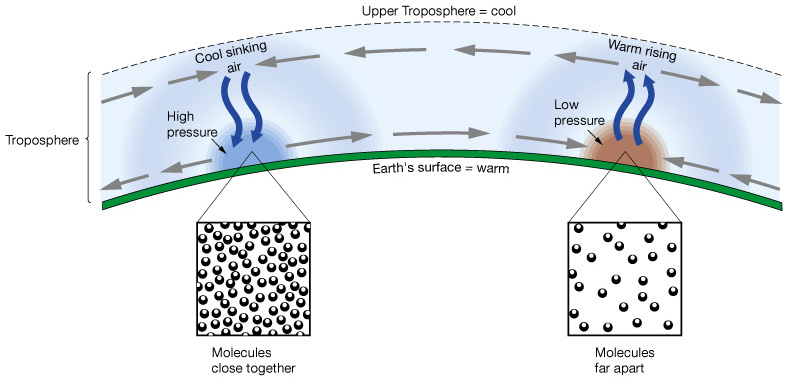 Upper Troposphere = cool
Cool sinking
air
Warm rising
air
High
pressure
Low
pressure
Troposphere
Earth's surface = warm
Molecules
close together
Molecules
far apart